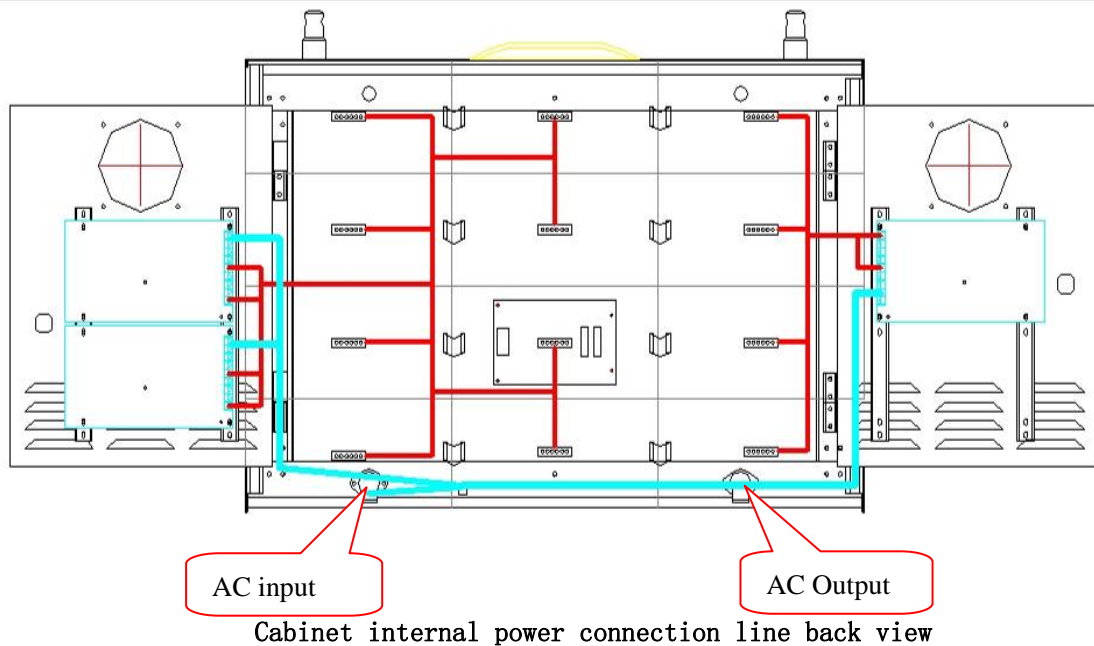 AC input
AC Output
Cabinet internal power connection line back view